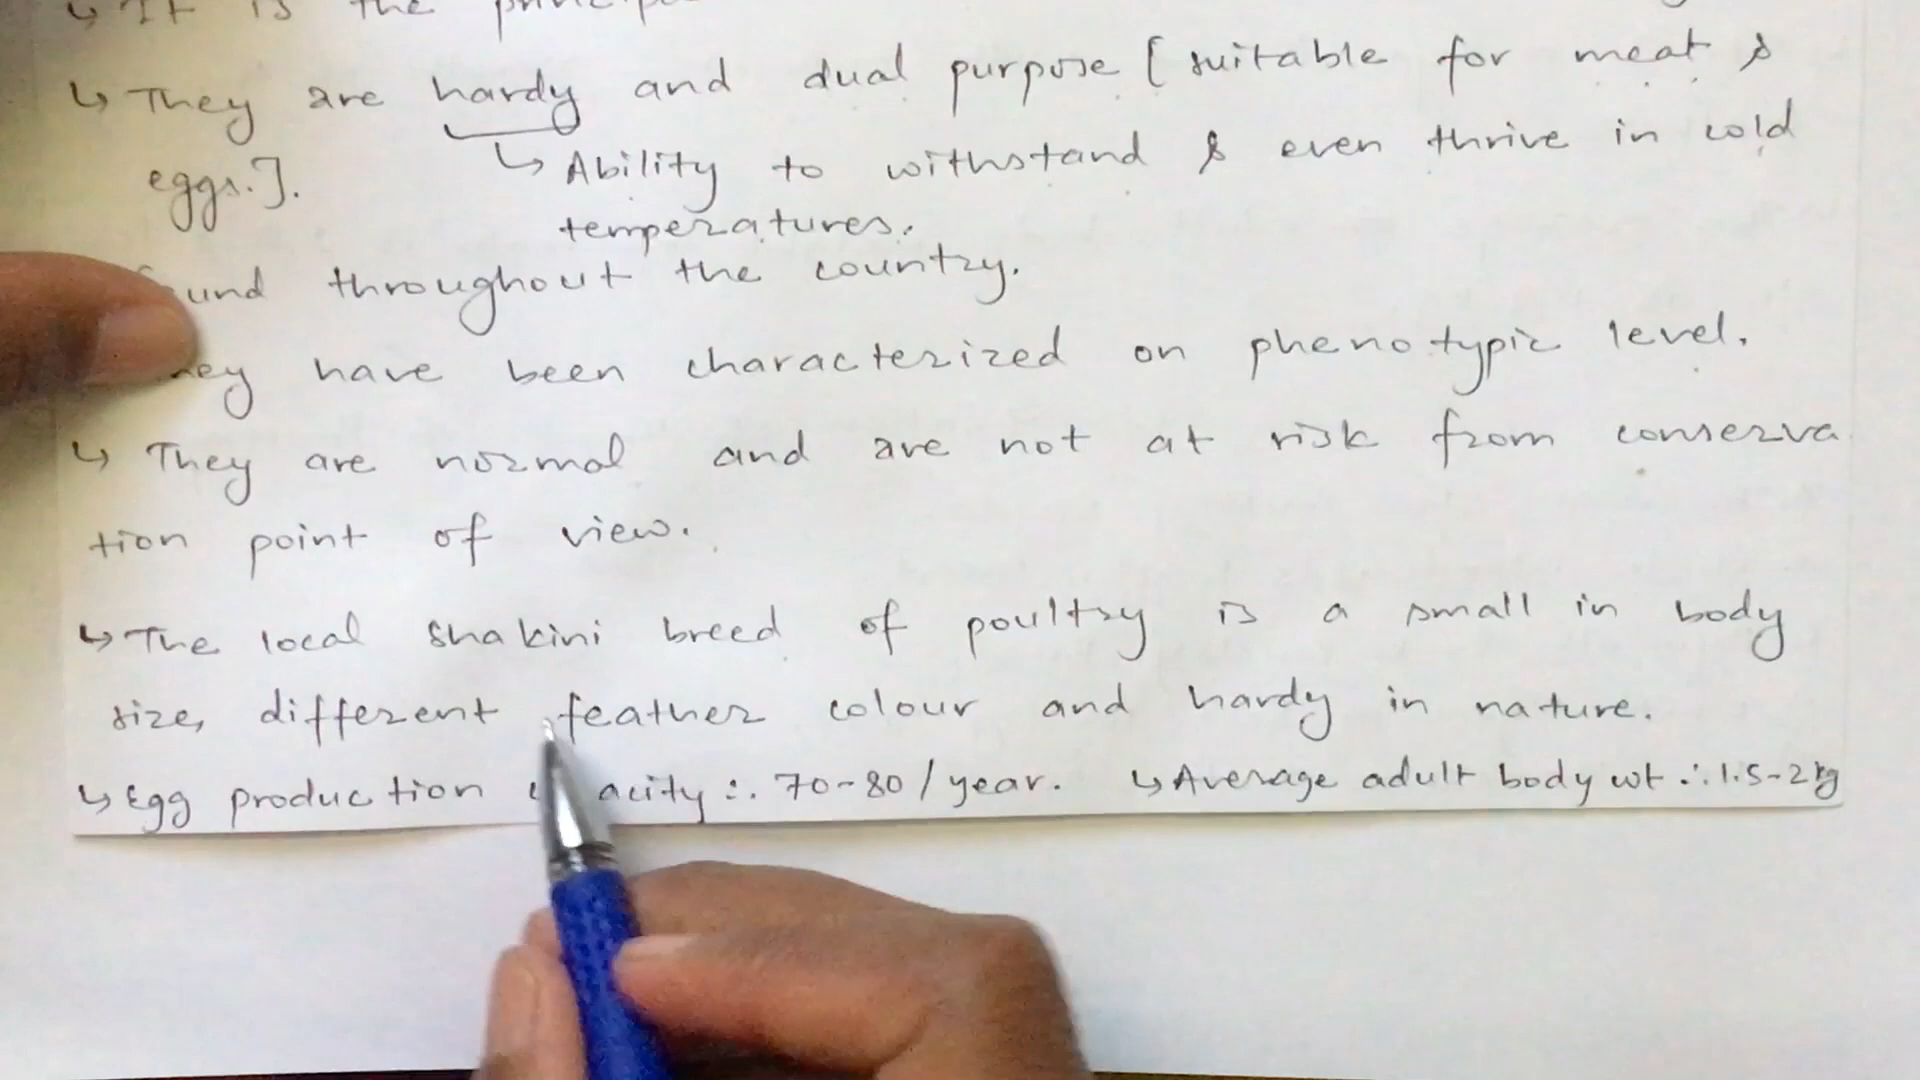 ↳ It is the
↳ They are hardy and dual purpose [suitable for meat &
eggs.].
↳ Ability to withstand & even thrive in cold
temperatures.
throughout the country.
have been characterized on phenotypic level.
↳ They are normal and are not at risk from conserva
tion point of view.
↳ The local shakini breed of poultry is a small in body
size, different feather colour and hardy in nature.
↳ Egg production :. 70-80/year. ↳ Average adult body wt ∴ 1.5-2 kg